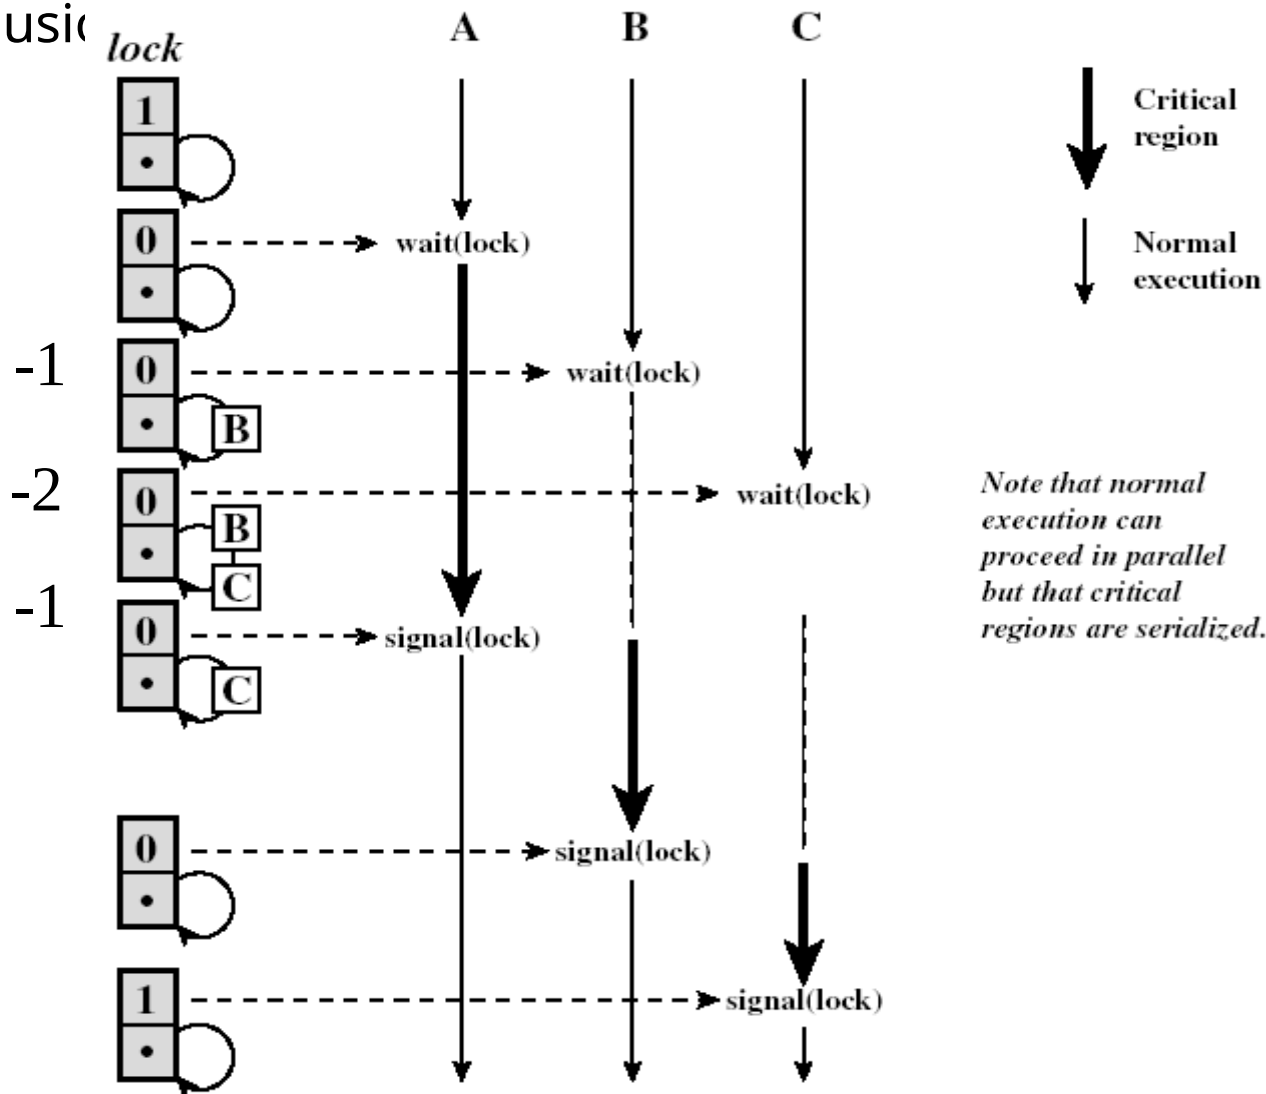 usi
lock
A
B
C
1
Critical
region
0
wait(lock)
Normal
execution
-1
0
wait(lock)
B
-2
0
wait(lock)
B
C
Note that normal
execution can
proceed in parallel
but that critical
regions are serialized.
-1
0
signal(lock)
C
0
signal(lock)
1
signal(lock)